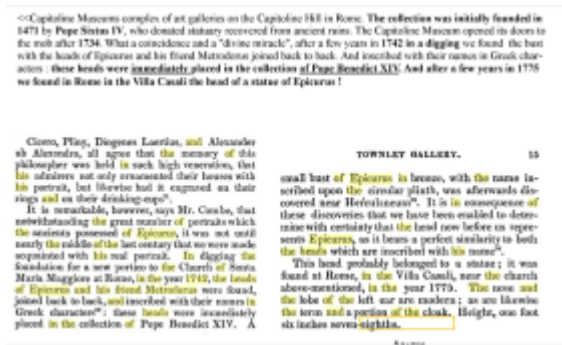 <<Capitoline Museums complex of art galleries on the Capitoline Hill in Rome. The collection was initially founded in
1471 by Pope Sixtus IV, who donated statuary recovered from ancient ruins. The Capitoline Museum opened its doors to
the mob after 1734. What a coincidence and a "divine miracle", after a few years in 1742 in a digging we found the bust
with the heads of Epicurus and his friend Metrodorus joined back to back. And inscribed with their names in Greek char-
acters : these heads were immediately placed in the collection of Pope Benedict XIV. And after a few years in 1775
we found in Rome in the Villa Casali the head of a statue of Epicurus !
Cicero, Pliny, Diogenes Laertius, and Alexander
ab Alexandro, all agree that the memory of this
philosopher was held in such high veneration, that
his admirers not only ornamented their houses with
his portrait, but likewise had it engraved on their
rings and on their drinking-cups".
It is remarkable, however, says Mr. Combe, that
notwithstanding the great number of portraits which
the ancients possessed of Epicurus, it was not until
nearly the middle of the last century that we were made
acquainted with his real portrait. In digging the
foundation for a new portico to the Church of Santa
Maria Maggiore at Rome, in the year 1742, the heads
of Epicurus and his friend Metrodorus were found,
joined back to back, and inscribed with their names in
Greek characters": these heads were immediately
placed in the collection of Pope Benedict XIV. A
TOWNLEY GALLERY. 15
small bust of Epicurus in bronze, with the name in-
scribed upon the circular plinth, was afterwards dis-
covered near Herculaneum". It is in consequence of
these discoveries that we have been enabled to deter-
mine with certainty that the head now before us repre-
sents Epicurus, as it bears a perfect similarity to both
the heads which are inscribed with his name".
This head probably belonged to a statue ; it was
found at Rome, in the Villa Casali, near the church
above-mentioned, in the year 1775. The nose and
the lobe of the left ear are modern ; as are likewise
the term and a portion of the cloak. Height, one foot
six inches seven-eighths.